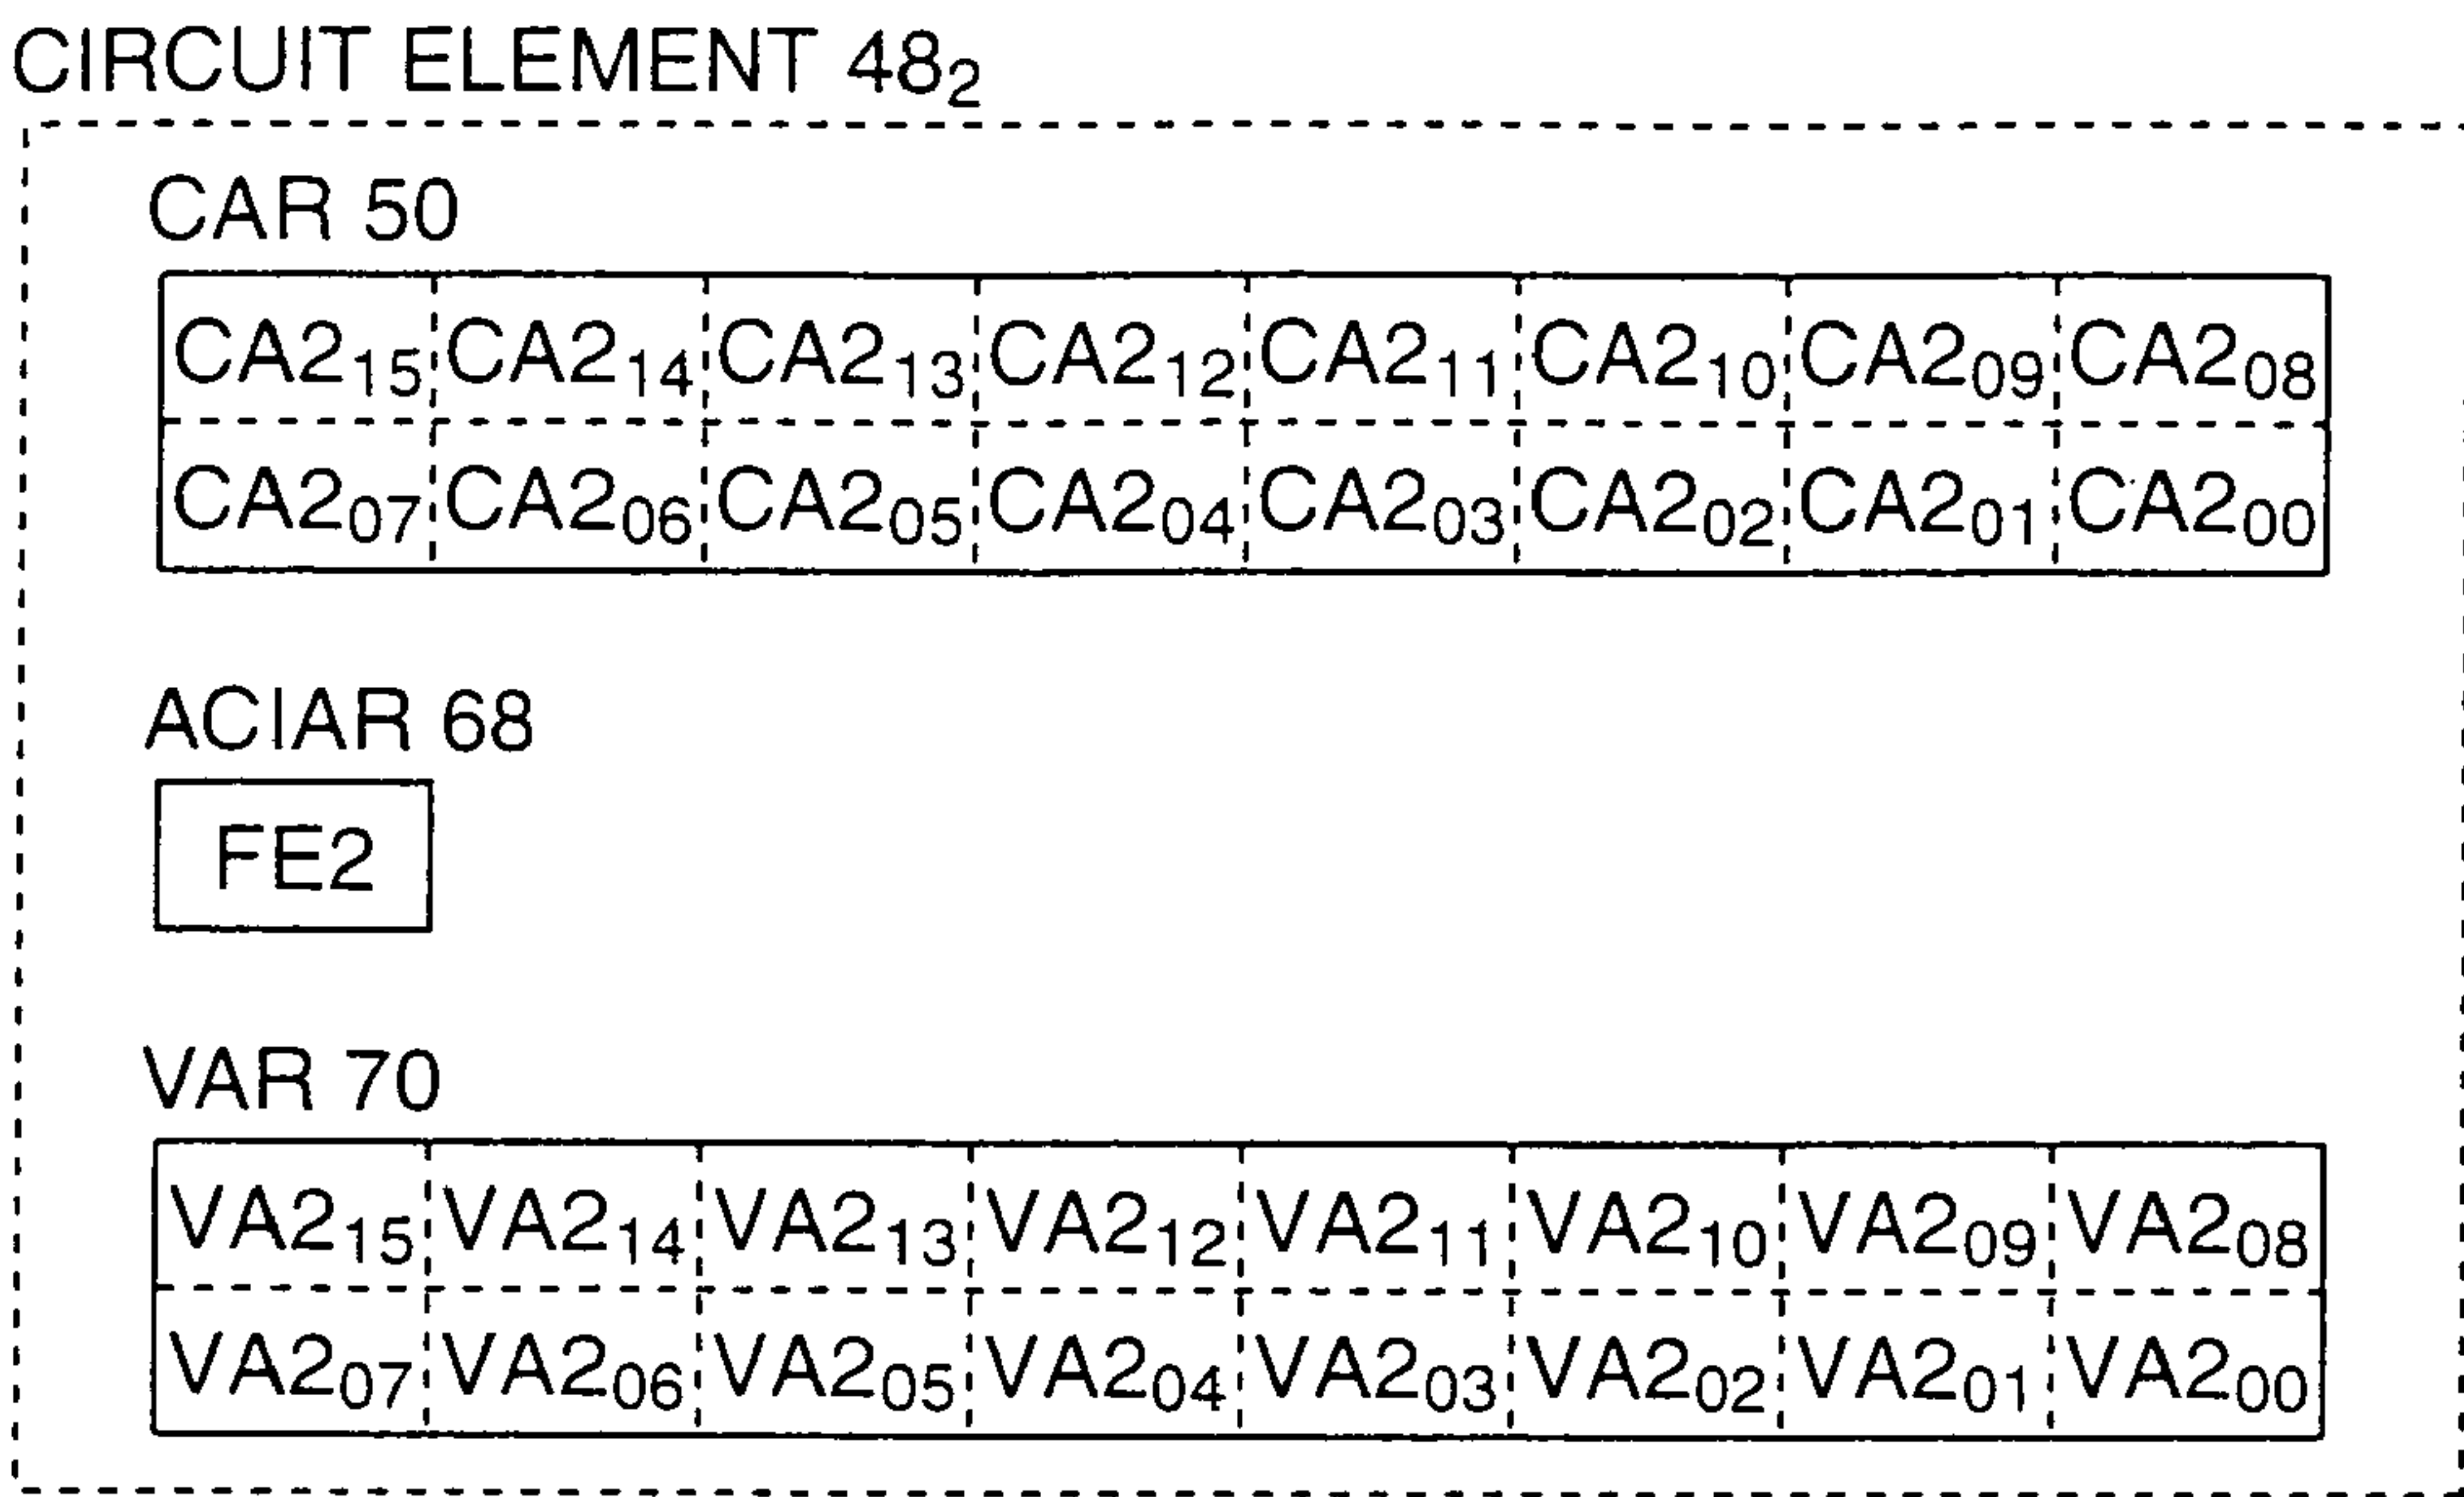 CIRCUIT ELEMENT 48₂
CAR 50
CA2₁₅ CA2₁₄ CA2₁₃ CA2₁₂ CA2₁₁ CA2₁₀ CA2₀₉ CA2₀₈
CA2₀₇ CA2₀₆ CA2₀₅ CA2₀₄ CA2₀₃ CA2₀₂ CA2₀₁ CA2₀₀
ACIAR 68
FE2
VAR 70
VA2₁₅ VA2₁₄ VA2₁₃ VA2₁₂ VA2₁₁ VA2₁₀ VA2₀₉ VA2₀₈
VA2₀₇ VA2₀₆ VA2₀₅ VA2₀₄ VA2₀₃ VA2₀₂ VA2₀₁ VA2₀₀